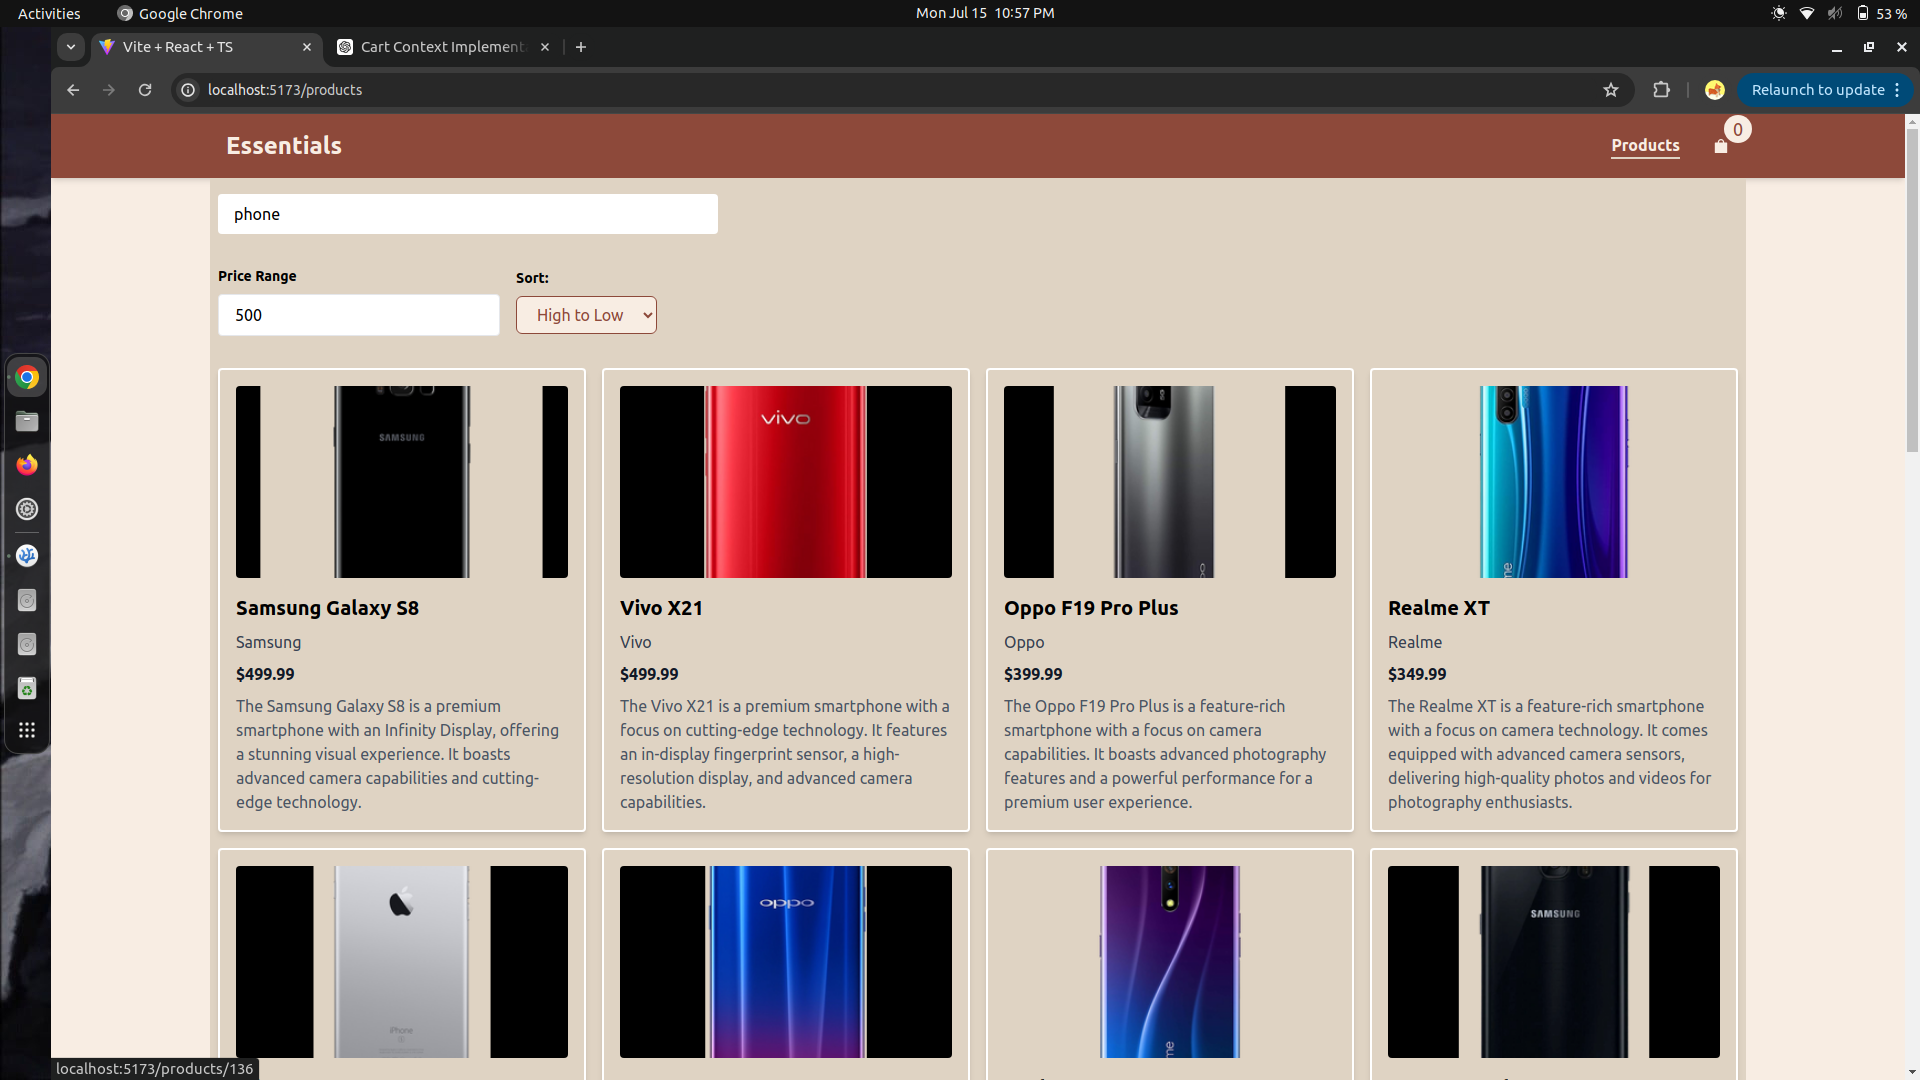 Activities
Google Chrome
Mon Jul 15 10:57 PM
53 %
Vite + React + TS
Cart Context Implement
localhost:5173/products
Relaunch to update
Essentials
Products
0
phone
Price Range
Sort:
500
High to Low
SAMSUNG
vivo
Samsung Galaxy S8
Samsung
$499.99
The Samsung Galaxy S8 is a premium
smartphone with an Infinity Display, offering
a stunning visual experience. It boasts
advanced camera capabilities and cutting-
edge technology.
Vivo X21
Vivo
$499.99
The Vivo X21 is a premium smartphone with a
focus on cutting-edge technology. It features
an in-display fingerprint sensor, a high-
resolution display, and advanced camera
capabilities.
Oppo F19 Pro Plus
Oppo
$399.99
The Oppo F19 Pro Plus is a feature-rich
smartphone with a focus on camera
capabilities. It boasts advanced photography
features and a powerful performance for a
premium user experience.
Realme XT
Realme
$349.99
The Realme XT is a feature-rich smartphone
with a focus on camera technology. It comes
equipped with advanced camera sensors,
delivering high-quality photos and videos for
photography enthusiasts.
iPhone
oppo
SAMSUNG
localhost:5173/products/136